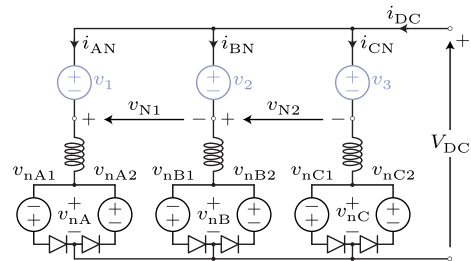 i_DC
i_AN i_BN i_CN +
v_1 v_2 v_3
+ v_N1 − + v_N2 −
V_DC
v_nA1 v_nA2 v_nB1 v_nB2 v_nC1 v_nC2
+ + +
v_nA v_nB v_nC
− − −
−